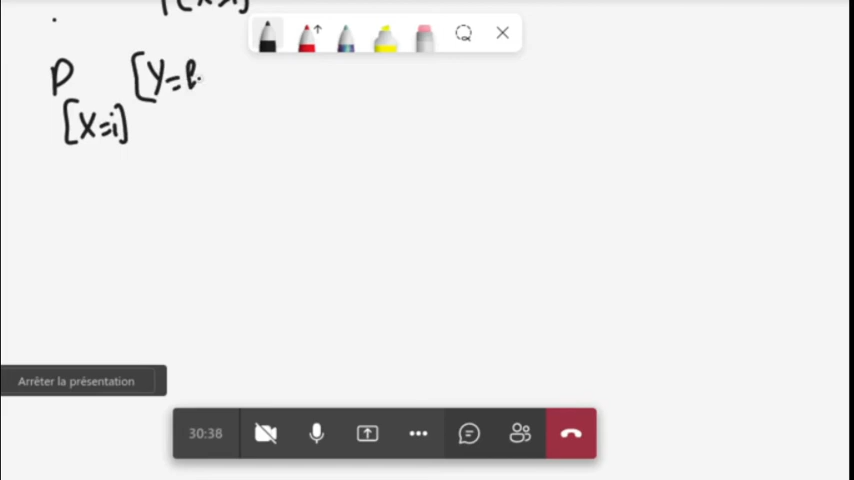 P [Y=
[X=i]
Arrêter la présentation
30:38